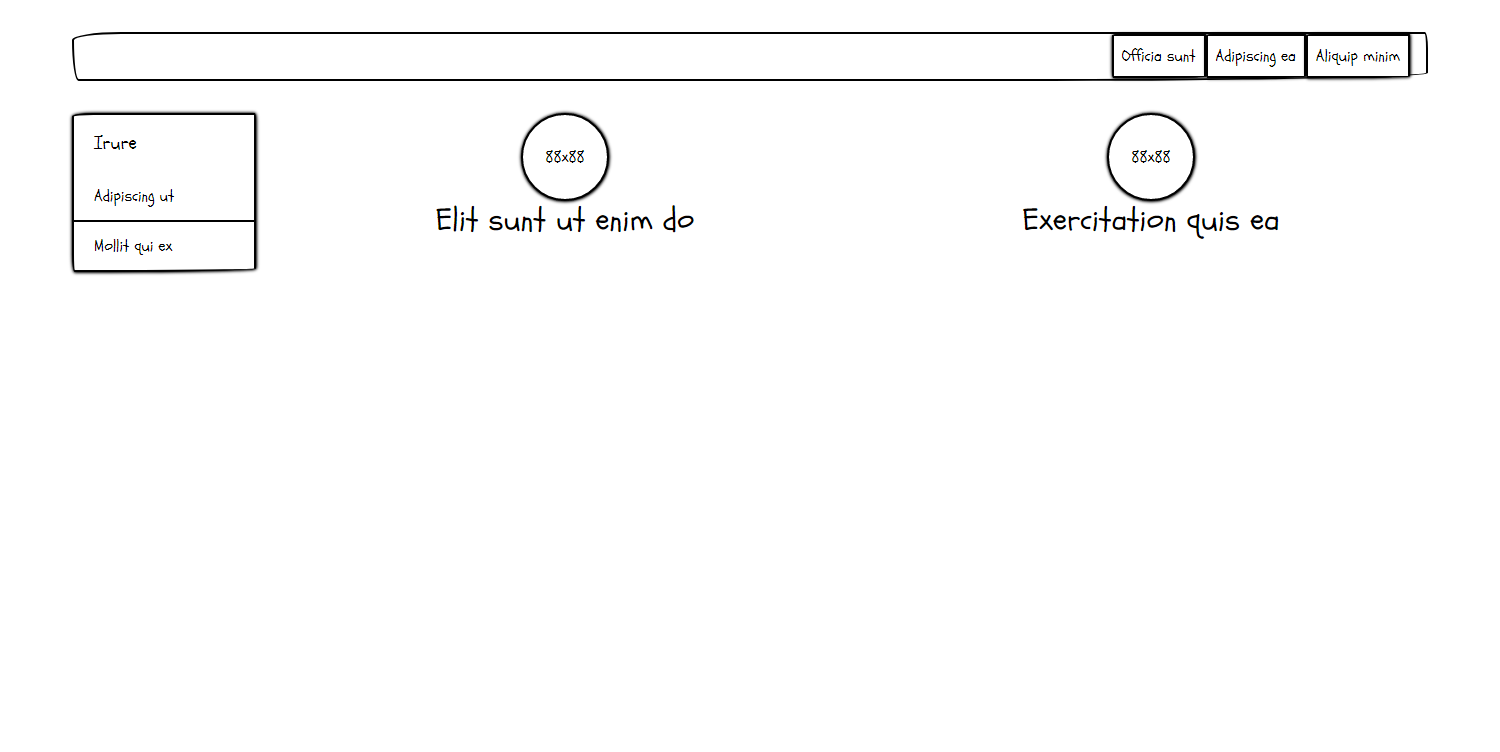 Officia sunt
Adipiscing ea
Aliquip minim
Irure
Adipiscing ut
Mollit qui ex
88x88
Elit sunt ut enim do
88x88
Exercitation quis ea